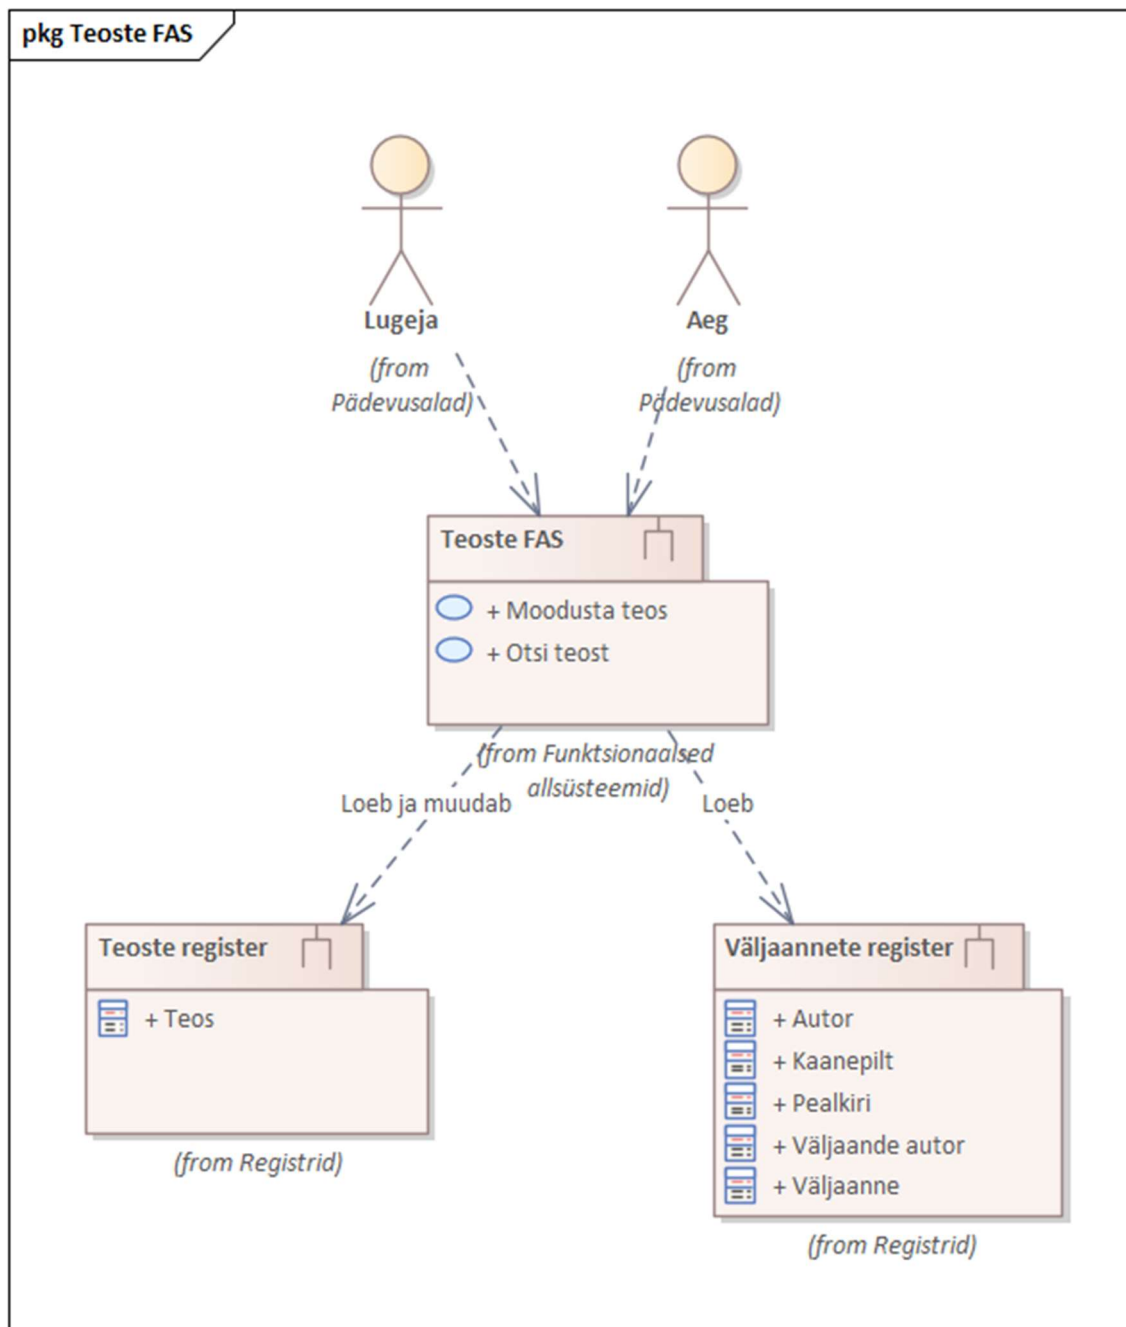 pkg Teoste FAS
Lugeja
(from
Pädevusalad)
Aeg
(from
Pädevusalad)
Teoste FAS
+ Moodusta teos
+ Otsi teost
(from Funktsionaalsed
allsüsteemid)
Loeb ja muudab
Loeb
Teoste register
+ Teos
(from Registrid)
Väljaannete register
+ Autor
+ Kaanepilt
+ Pealkiri
+ Väljaande autor
+ Väljaanne
(from Registrid)